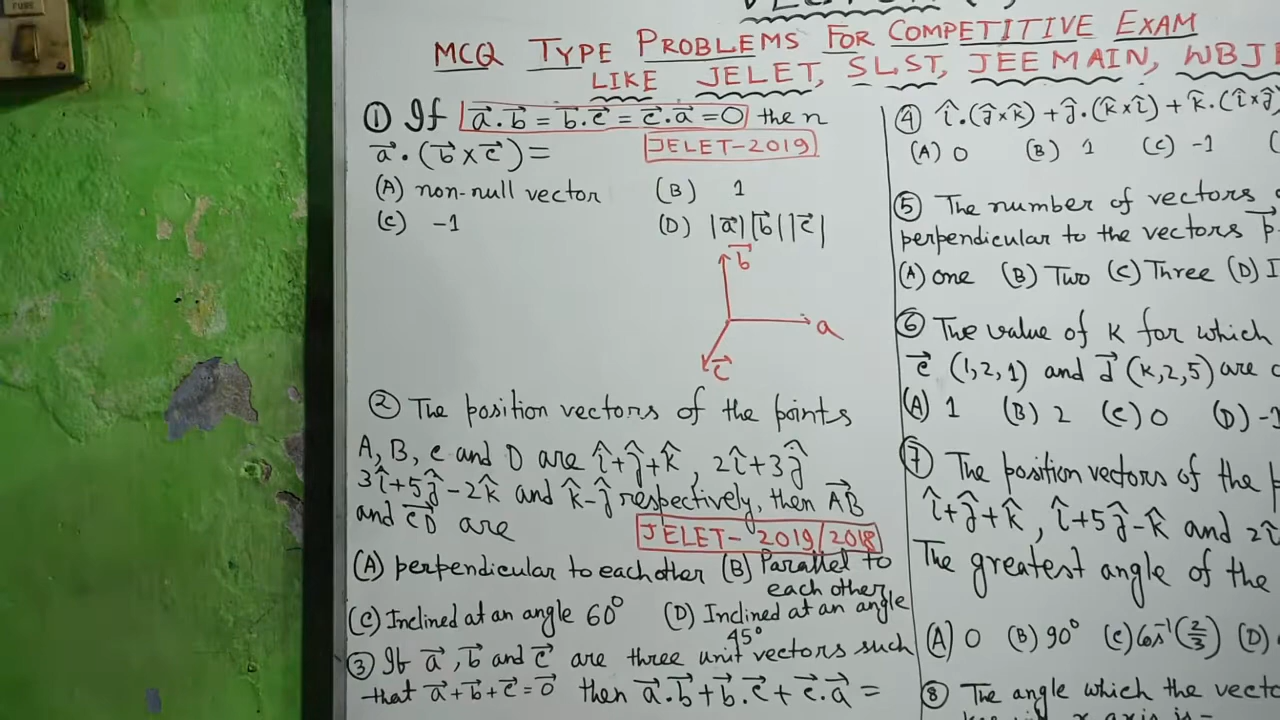 FUSE
MCQ TYPE PROBLEMS FOR COMPETITIVE EXAM
LIKE JELET, SLST, JEE MAIN, WBJE
① If a⃗.b⃗ = b⃗.c⃗ = c⃗.a⃗ =0 then
a⃗.(b⃗×c⃗)=
JELET-2019
(A) non-null vector (B) 1
(C) -1 (D) |a⃗||b⃗||c⃗|
b⃗
a
c⃗
② The position vectors of the points
A, B, c and D are î+ĵ+k̂, 2î+3ĵ
3î+5ĵ-2k̂ and k̂-ĵ respectively, then AB⃗
and CD⃗ are
JELET-2019/2018
(A) perpendicular to each other (B) Parallel to
each other
(C) Inclined at an angle 60° (D) Inclined at an angle
45°
③ If a⃗, b⃗ and c⃗ are three unit vectors such
that a⃗+b⃗+c⃗=0⃗ then a⃗.b⃗+b⃗.c⃗+c⃗.a⃗ =
④ î.(ĵ×k̂)+ĵ.(k̂×î)+k̂.(î×ĵ)
(A) 0 (B) 1 (C) -1 (
⑤ The number of vectors
perpendicular to the vectors p⃗
(A) one (B) Two (C) Three (D) I
⑥ The value of K for which
c⃗ (1,2,1) and d⃗ (K,2,5) are
(A) 1 (B) 2 (C) 0 (D) -1
⑦ The position vectors of the p
î+ĵ+k̂, î+5ĵ-k̂ and 2î
The greatest angle of the
(A) 0 (B) 90° (C) Cos⁻¹(2/3) (D)
⑧ The angle which the vecto